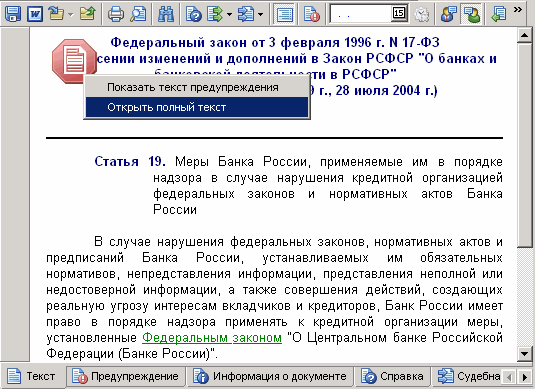 . .
15
Федеральный закон от 3 февраля 1996 г. N 17-ФЗ
сении изменений и дополнений в Закон РСФСР "О банках и
банковской деятельности в РСФСР"
9 г., 28 июля 2004 г.)
Показать текст предупреждения
Открыть полный текст
Статья 19. Меры Банка России, применяемые им в порядке
надзора в случае нарушения кредитной организацией
федеральных законов и нормативных актов Банка
России
В случае нарушения федеральных законов, нормативных актов и
предписаний Банка России, устанавливаемых им обязательных
нормативов, непредставления информации, представления неполной или
недостоверной информации, а также совершения действий, создающих
реальную угрозу интересам вкладчиков и кредиторов, Банк России имеет
право в порядке надзора применять к кредитной организации меры,
установленные Федеральным законом "О Центральном банке Российской
Федерации (Банке России)".
Текст Предупреждение Информация о документе Справка Судебна